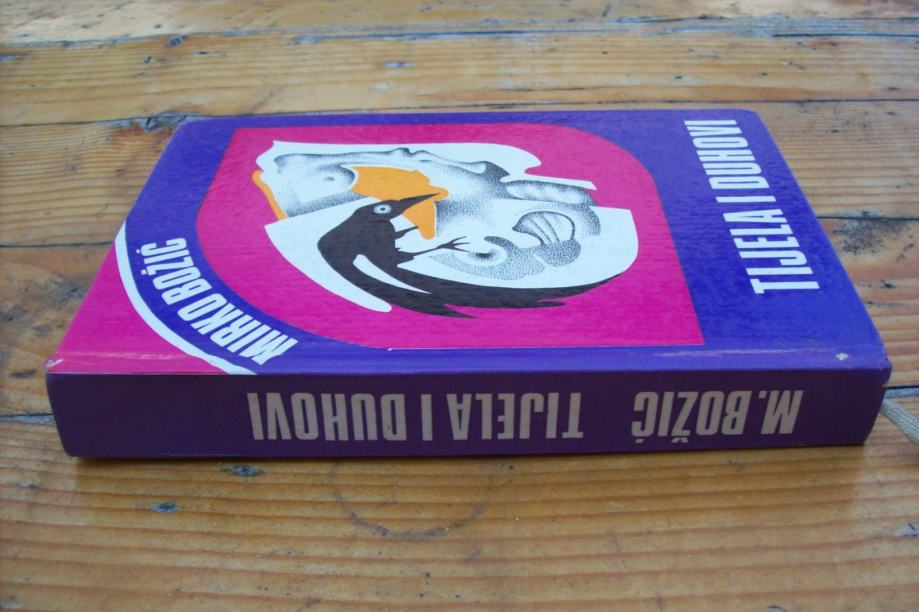 MIRKO BOŽIĆ
TIJELA I DUHOVI
M. BOŽIĆ TIJELA I DUHOVI